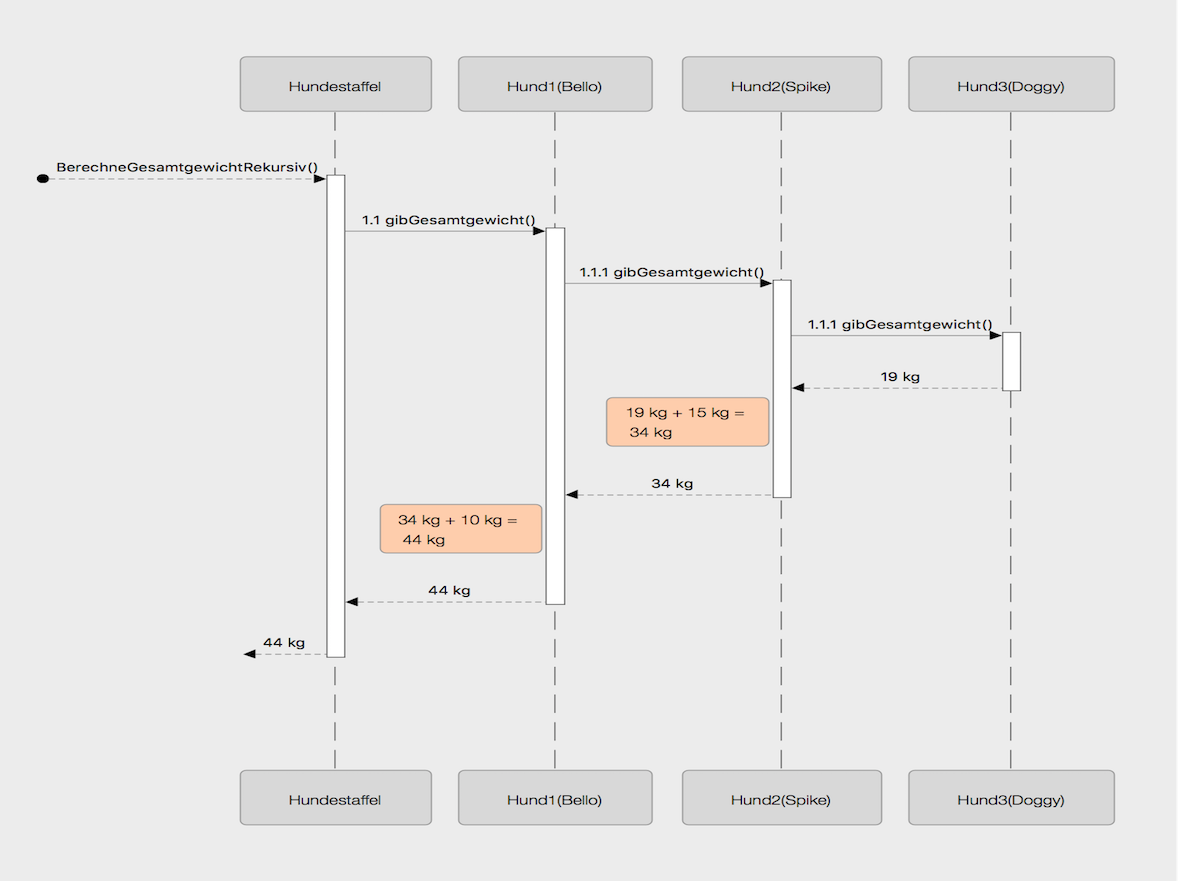 Hundestaffel
Hund1(Bello)
Hund2(Spike)
Hund3(Doggy)
BerechneGesamtgewichtRekursiv()
1.1 gibGesamtgewicht()
1.1.1 gibGesamtgewicht()
1.1.1 gibGesamtgewicht()
19 kg
19 kg + 15 kg =
34 kg
34 kg
34 kg + 10 kg =
44 kg
44 kg
44 kg
Hundestaffel
Hund1(Bello)
Hund2(Spike)
Hund3(Doggy)